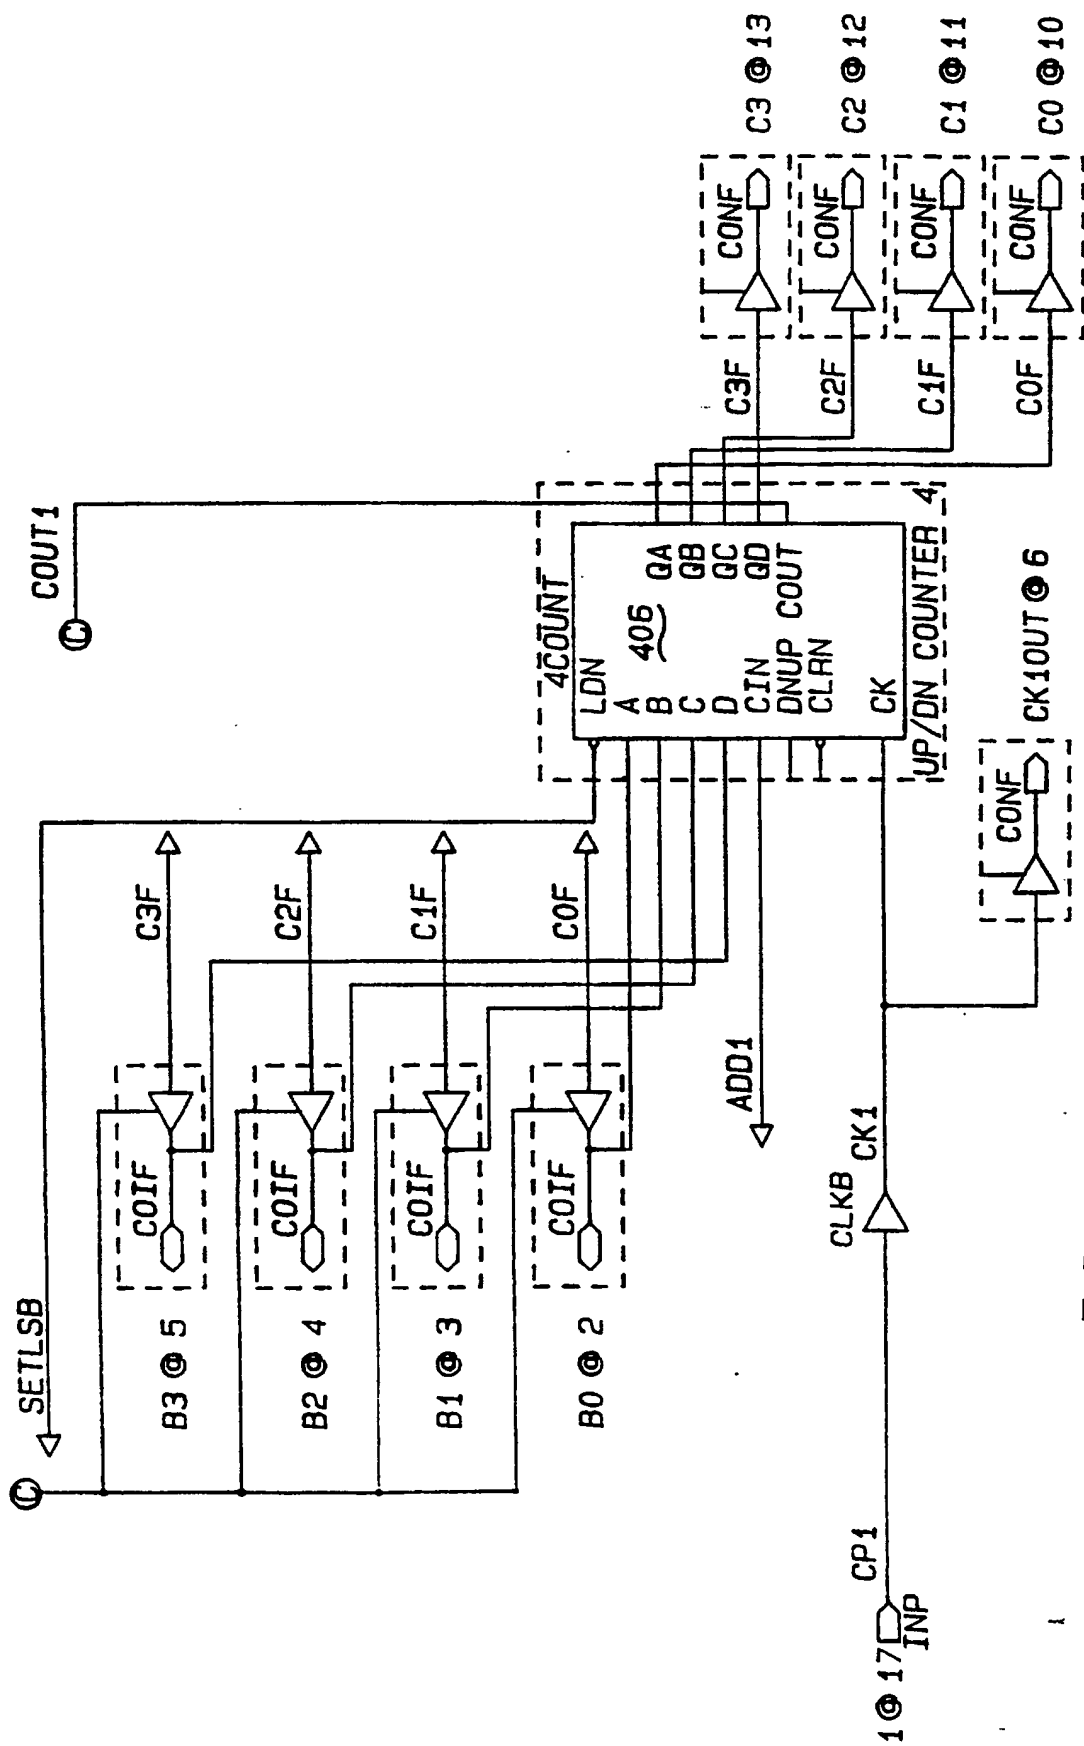 C
SETLSB
B3 @ 5
COIF
C3F
B2 @ 4
COIF
C2F
B1 @ 3
COIF
C1F
B0 @ 2
COIF
C0F
ADD1
1 @ 17
INP
CP1
CLKB
CK1
CONF
CK1OUT @ 6
C
COUT1
4COUNT
LDN
A
B
C
D
CIN
DNUP
CLRN
CK
406
QA
QB
QC
QD
COUT
UP/DN COUNTER
4
C3F
CONF
C3 @ 13
C2F
CONF
C2 @ 12
C1F
CONF
C1 @ 11
C0F
CONF
C0 @ 10